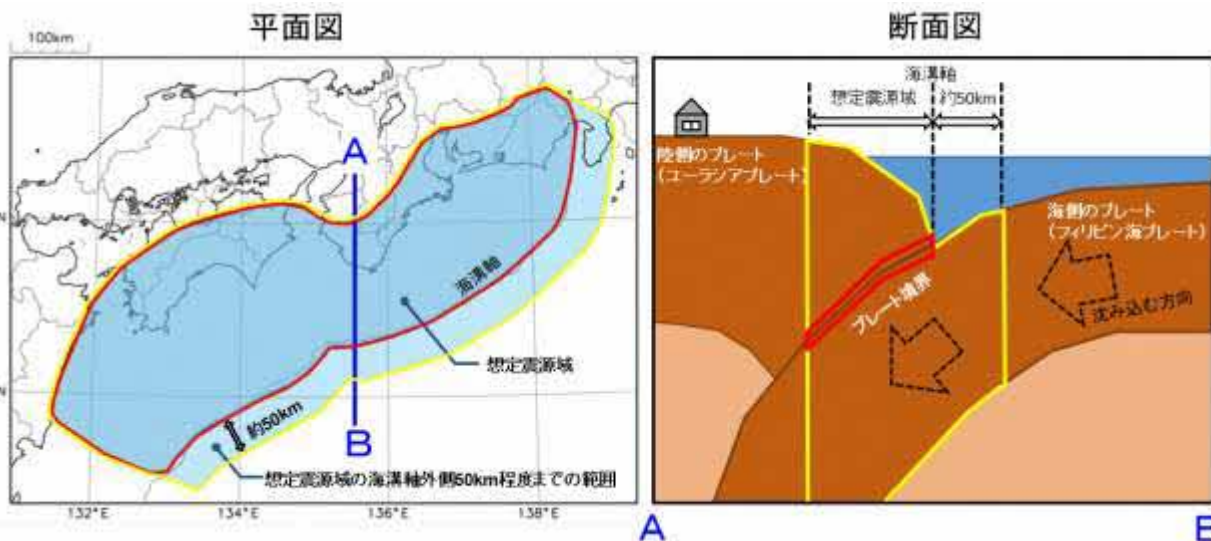 平面図
100km
A
海溝軸
想定震源域
約50km
B
想定震源域の海溝軸外側50km程度までの範囲
132°E
134°E
136°E
138°E
断面図
海溝軸
想定震源域
約50km
陸側のプレート
(ユーラシアプレート)
海側のプレート
(フィリピン海プレート)
プレート境界
沈み込む方向
A
B